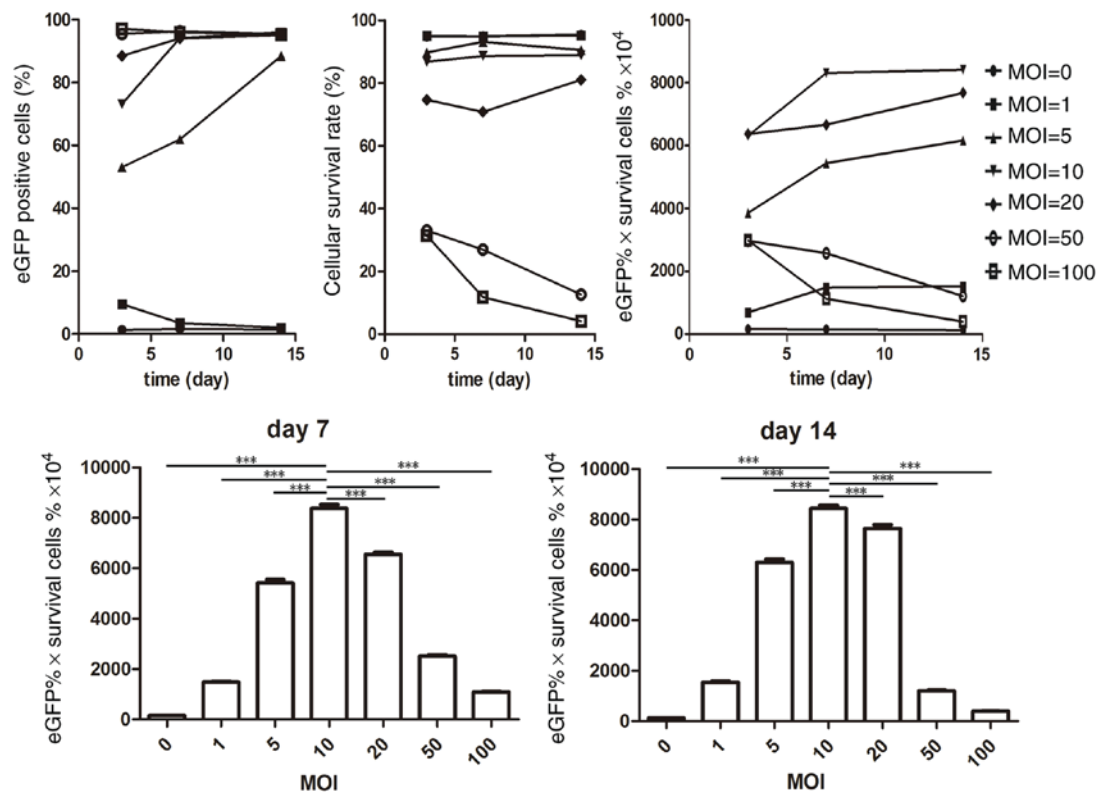 eGFP positive cells (%)
100
80
60
40
20
0
0 5 10 15
time (day)
Cellular survival rate (%)
100
80
60
40
20
0
0 5 10 15
time (day)
eGFP% × survival cells % ×10⁴
1000
8000
6000
4000
2000
0
0 5 10 15
time (day)
MOI=0
MOI=1
MOI=5
MOI=10
MOI=20
MOI=50
MOI=100
day 7
eGFP% × survival cells % ×10⁴
10000
8000
6000
4000
2000
0
*** ***
*** ***
*** ***
0 1 5 10 20 50 100
MOI
day 14
eGFP% × survival cells % ×10⁴
10000
8000
6000
4000
2000
0
*** ***
*** ***
*** ***
0 1 5 10 20 50 100
MOI